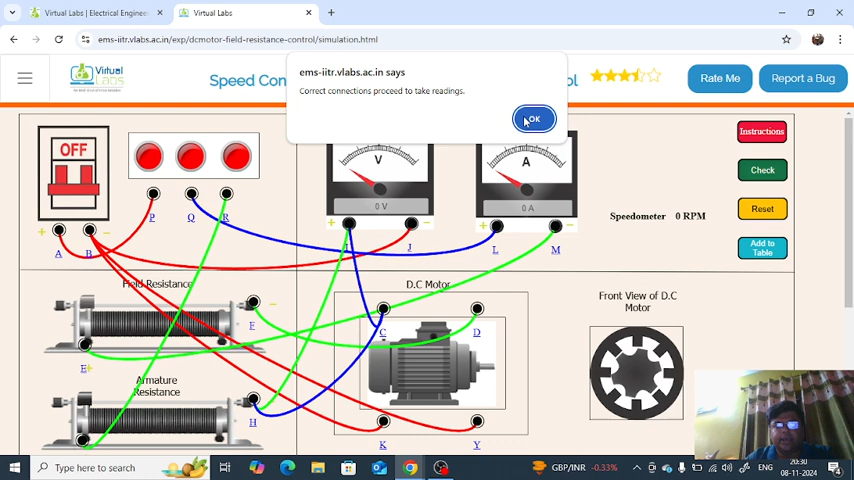 Virtual Labs | Electrical Enginee
Virtual Labs
ems-iitr.vlabs.ac.in/exp/dcmotor-field-resistance-control/simulation.html
Virtual
Labs
Speed Con
ol
Rate Me
Report a Bug
ems-iitr.vlabs.ac.in says
Correct connections proceed to take readings.
OK
OFF
V
0 V
A
0 A
Instructions
Check
Reset
Add to
Table
Speedometer 0 RPM
+ −
A B
P Q R
+ −
I J
+ −
L M
Field Resistance
F −
E +
Armature
Resistance
H
D.C Motor
C D
K Y
Front View of D.C
Motor
Type here to search
GBP/INR -0.33%
ENG
20:30
08-11-2024
4